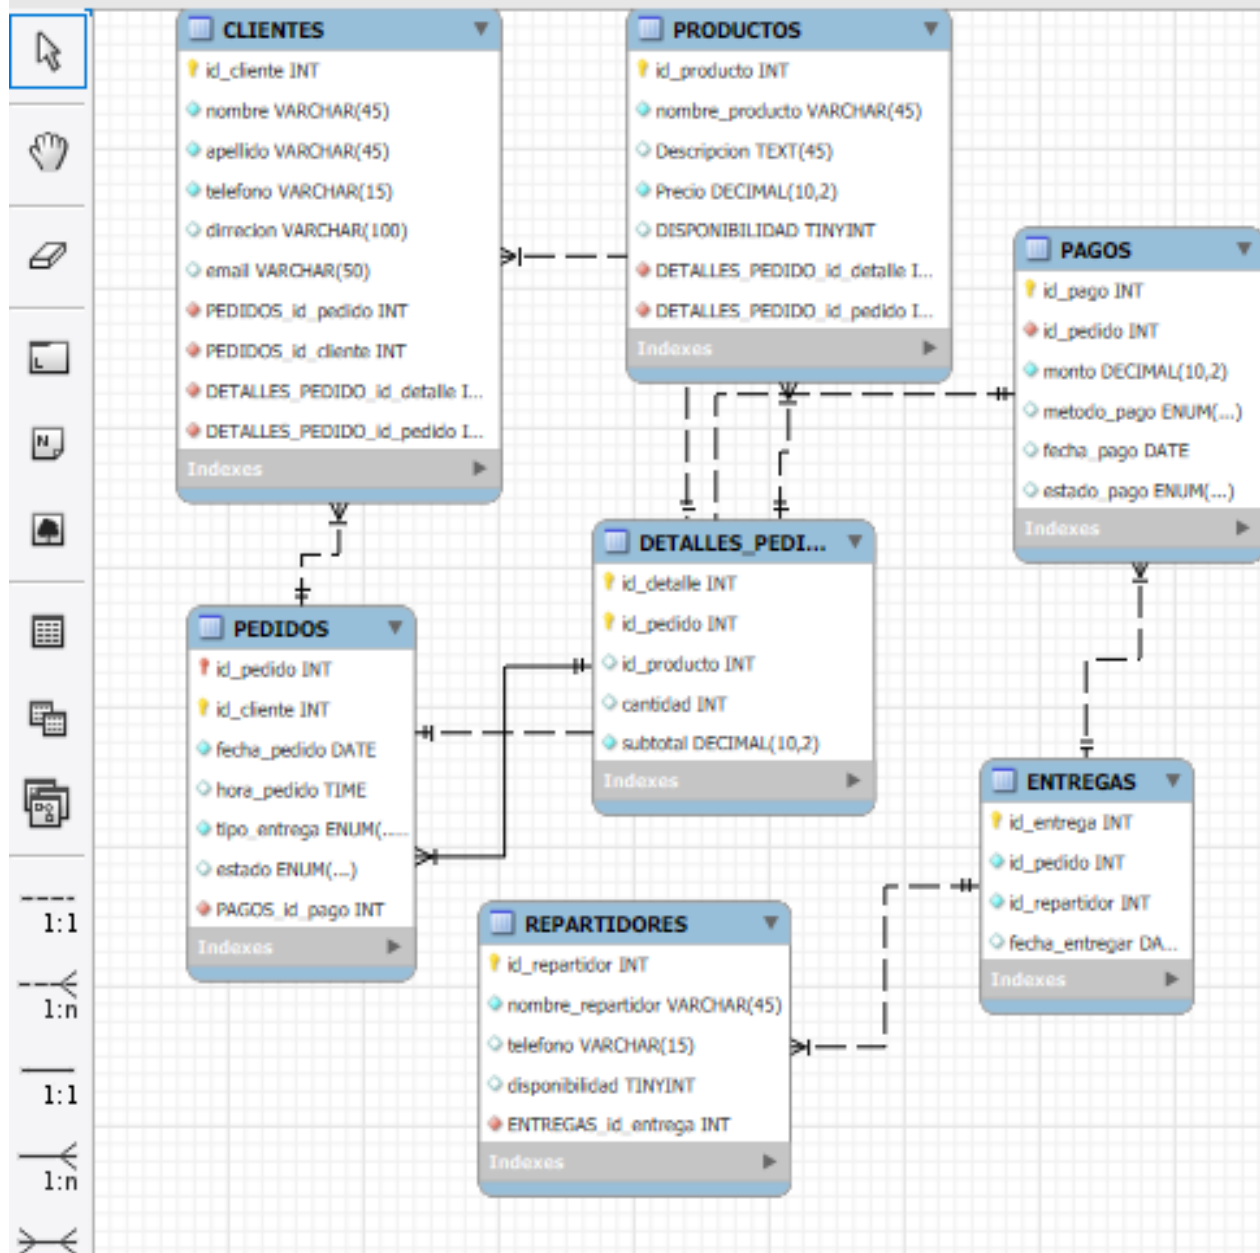 CLIENTES
id_cliente INT
nombre VARCHAR(45)
apellido VARCHAR(45)
telefono VARCHAR(15)
dirrecion VARCHAR(100)
email VARCHAR(50)
PEDIDOS_id_pedido INT
PEDIDOS_id_cliente INT
DETALLES_PEDIDO_id_detalle I...
DETALLES_PEDIDO_id_pedido I...
Indexes
PRODUCTOS
id_producto INT
nombre_producto VARCHAR(45)
Descripcion TEXT(45)
Precio DECIMAL(10,2)
DISPONIBILIDAD TINYINT
DETALLES_PEDIDO_id_detalle I...
DETALLES_PEDIDO_id_pedido I...
Indexes
PAGOS
id_pago INT
id_pedido INT
monto DECIMAL(10,2)
metodo_pago ENUM(...)
fecha_pago DATE
estado_pago ENUM(...)
Indexes
DETALLES_PEDI...
id_detalle INT
id_pedido INT
id_producto INT
cantidad INT
subtotal DECIMAL(10,2)
Indexes
PEDIDOS
id_pedido INT
id_cliente INT
fecha_pedido DATE
hora_pedido TIME
tipo_entrega ENUM(...
estado ENUM(...)
PAGOS_id_pago INT
Indexes
ENTREGAS
id_entrega INT
id_pedido INT
id_repartidor INT
fecha_entregar DA...
Indexes
REPARTIDORES
id_repartidor INT
nombre_repartidor VARCHAR(45)
telefono VARCHAR(15)
disponibilidad TINYINT
ENTREGAS_id_entrega INT
Indexes
1:1
1:n
1:1
1:n